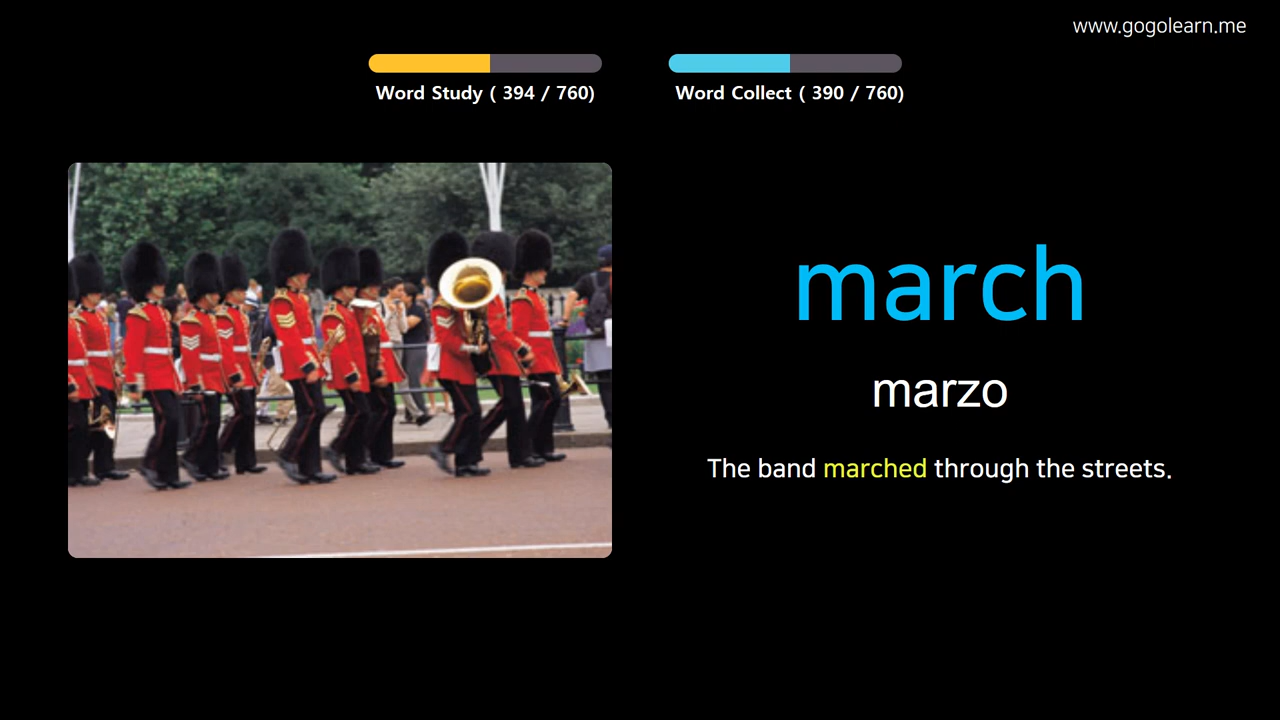 www.gogolearn.me
Word Study ( 394 / 760)
Word Collect ( 390 / 760)
march
marzo
The band marched through the streets.